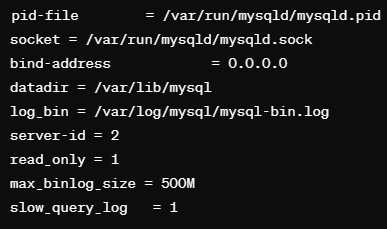 pid-file        = /var/run/mysqld/mysqld.pid
socket = /var/run/mysqld/mysqld.sock
bind-address            = 0.0.0.0
datadir = /var/lib/mysql
log_bin = /var/log/mysql/mysql-bin.log
server-id = 2
read_only = 1
max_binlog_size = 500M
slow_query_log   = 1